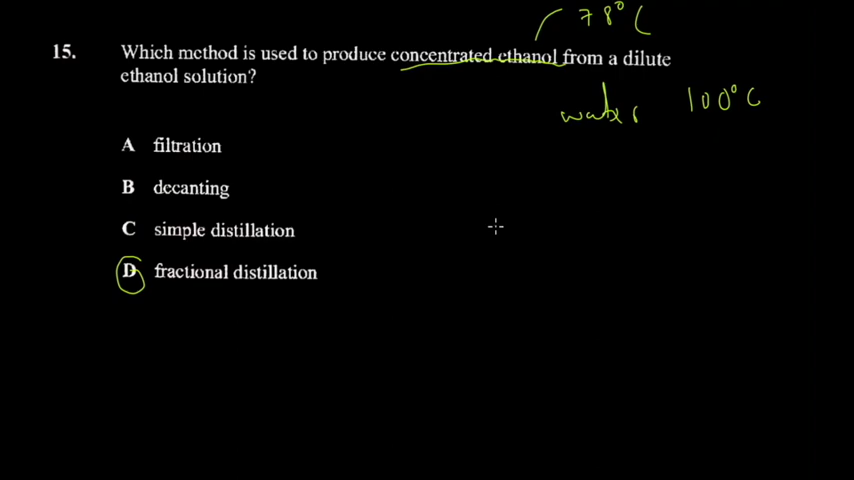 78°C
15. Which method is used to produce concentrated ethanol from a dilute
ethanol solution?
water 100°C
A filtration
B decanting
C simple distillation
D fractional distillation